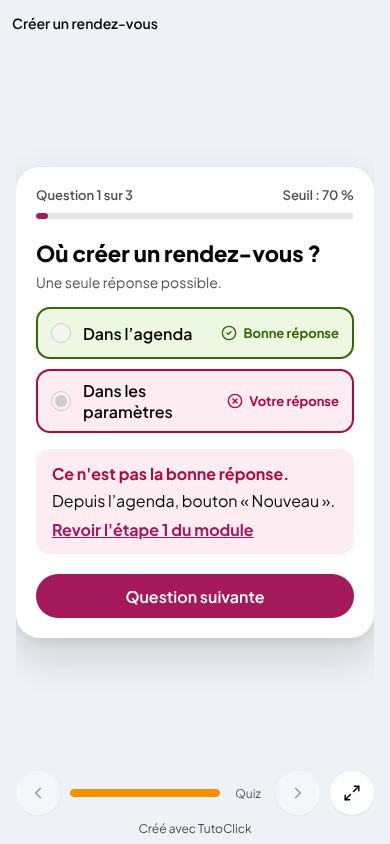 Créer un rendez-vous
Question 1 sur 3
Seuil : 70 %
Où créer un rendez-vous ?
Une seule réponse possible.
Dans l’agenda
Bonne réponse
Dans les
paramètres
Votre réponse
Ce n'est pas la bonne réponse.
Depuis l’agenda, bouton « Nouveau ».
Revoir l'étape 1 du module
Question suivante
Quiz
Créé avec TutoClick